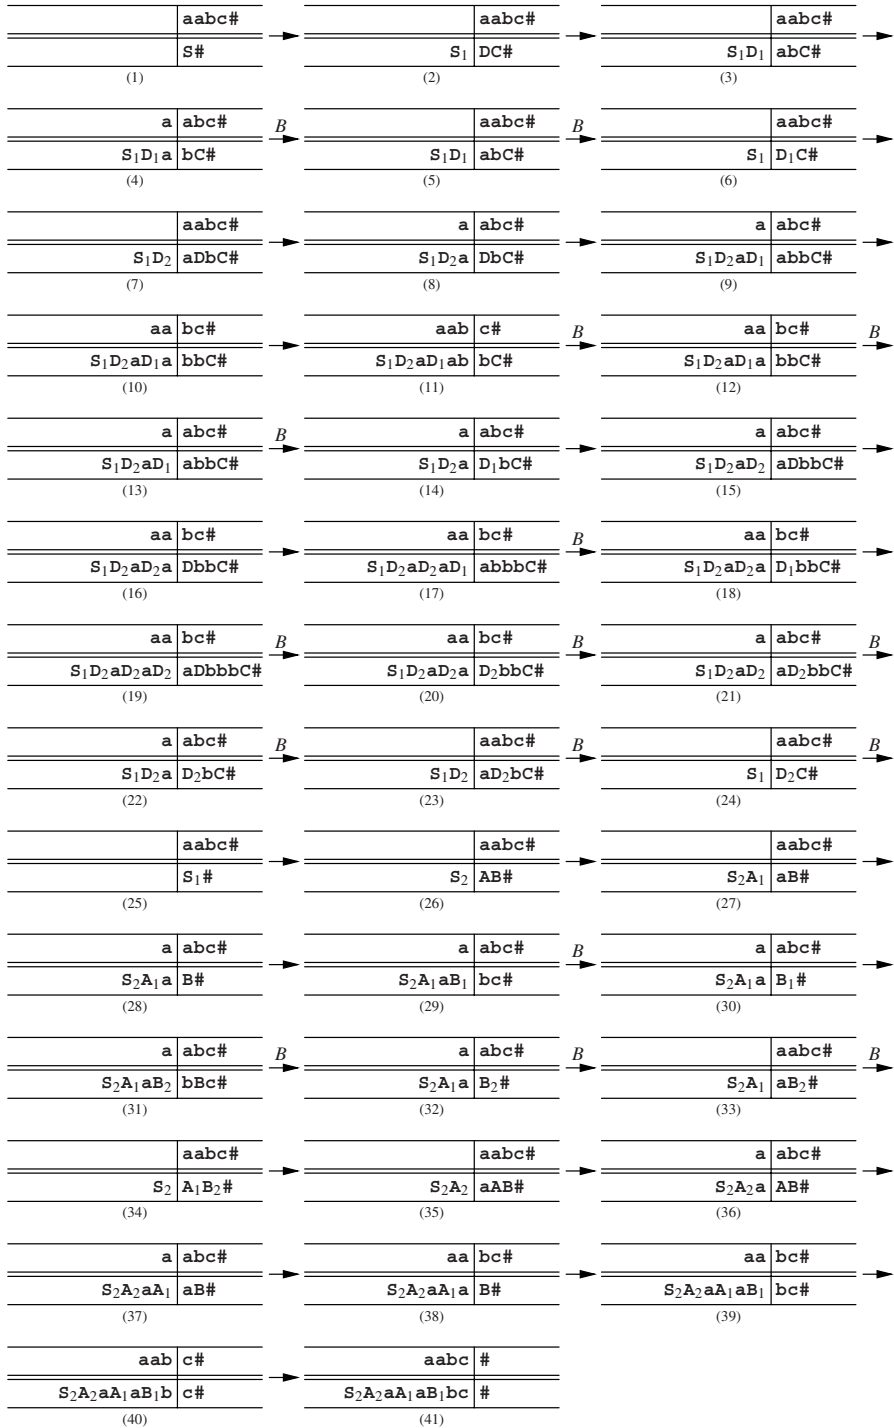 aabc# aabc# aabc#
S# S₁ DC# S₁D₁ abC#
(1) (2) (3)
a abc# B aabc# B aabc#
S₁D₁a bC# S₁D₁ abC# S₁ D₁C#
(4) (5) (6)
aabc# a abc# a abc#
S₁D₂ aDbC# S₁D₂a DbC# S₁D₂aD₁ abbC#
(7) (8) (9)
aa bc# aab c# B aa bc# B
S₁D₂aD₁a bbC# S₁D₂aD₁ab bC# S₁D₂aD₁a bbC#
(10) (11) (12)
a abc# B a abc# a abc#
S₁D₂aD₁ abbC# S₁D₂a D₁bC# S₁D₂aD₂ aDbbC#
(13) (14) (15)
aa bc# aa bc# B aa bc#
S₁D₂aD₂a DbbC# S₁D₂aD₂aD₁ abbbC# S₁D₂aD₂a D₁bbC#
(16) (17) (18)
aa bc# B aa bc# B a abc# B
S₁D₂aD₂aD₂ aDbbbC# S₁D₂aD₂a D₂bbC# S₁D₂aD₂ aD₂bbC#
(19) (20) (21)
a abc# B aabc# B aabc# B
S₁D₂a D₂bC# S₁D₂ aD₂bC# S₁ D₂C#
(22) (23) (24)
aabc# aabc# aabc#
S₁# S₂ AB# S₂A₁ aB#
(25) (26) (27)
a abc# a abc# B a abc#
S₂A₁a B# S₂A₁aB₁ bc# S₂A₁a B₁#
(28) (29) (30)
a abc# B a abc# B aabc# B
S₂A₁aB₂ bBc# S₂A₁a B₂# S₂A₁ aB₂#
(31) (32) (33)
aabc# aabc# a abc#
S₂ A₁B₂# S₂A₂ aAB# S₂A₂a AB#
(34) (35) (36)
a abc# aa bc# aa bc#
S₂A₂aA₁ aB# S₂A₂aA₁a B# S₂A₂aA₁aB₁ bc#
(37) (38) (39)
aab c# aabc #
S₂A₂aA₁aB₁b c# S₂A₂aA₁aB₁bc #
(40) (41)